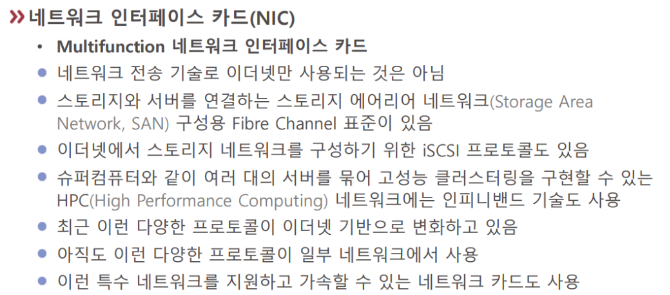 »네트워크 인터페이스 카드(NIC)
• Multifunction 네트워크 인터페이스 카드
● 네트워크 전송 기술로 이더넷만 사용되는 것은 아님
● 스토리지와 서버를 연결하는 스토리지 에어리어 네트워크(Storage Area
Network, SAN) 구성용 Fibre Channel 표준이 있음
● 이더넷에서 스토리지 네트워크를 구성하기 위한 iSCSI 프로토콜도 있음
● 슈퍼컴퓨터와 같이 여러 대의 서버를 묶어 고성능 클러스터링을 구현할 수 있는
HPC(High Performance Computing) 네트워크에는 인피니밴드 기술도 사용
● 최근 이런 다양한 프로토콜이 이더넷 기반으로 변화하고 있음
● 아직도 이런 다양한 프로토콜이 일부 네트워크에서 사용
● 이런 특수 네트워크를 지원하고 가속할 수 있는 네트워크 카드도 사용